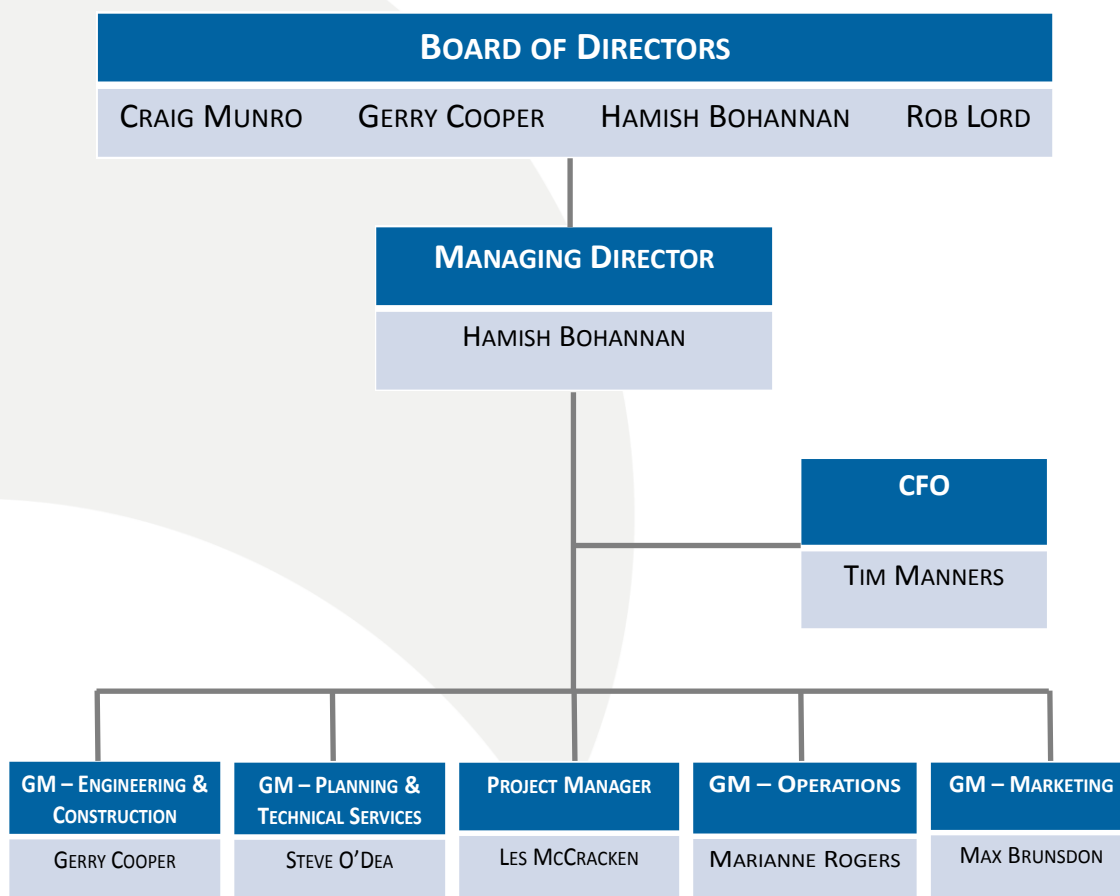 BOARD OF DIRECTORS
CRAIG MUNRO GERRY COOPER HAMISH BOHANNAN ROB LORD
MANAGING DIRECTOR
HAMISH BOHANNAN
CFO
TIM MANNERS
GM – ENGINEERING &
CONSTRUCTION
GERRY COOPER
GM – PLANNING &
TECHNICAL SERVICES
STEVE O’DEA
PROJECT MANAGER
LES MCCRACKEN
GM – OPERATIONS
MARIANNE ROGERS
GM – MARKETING
MAX BRUNSDON